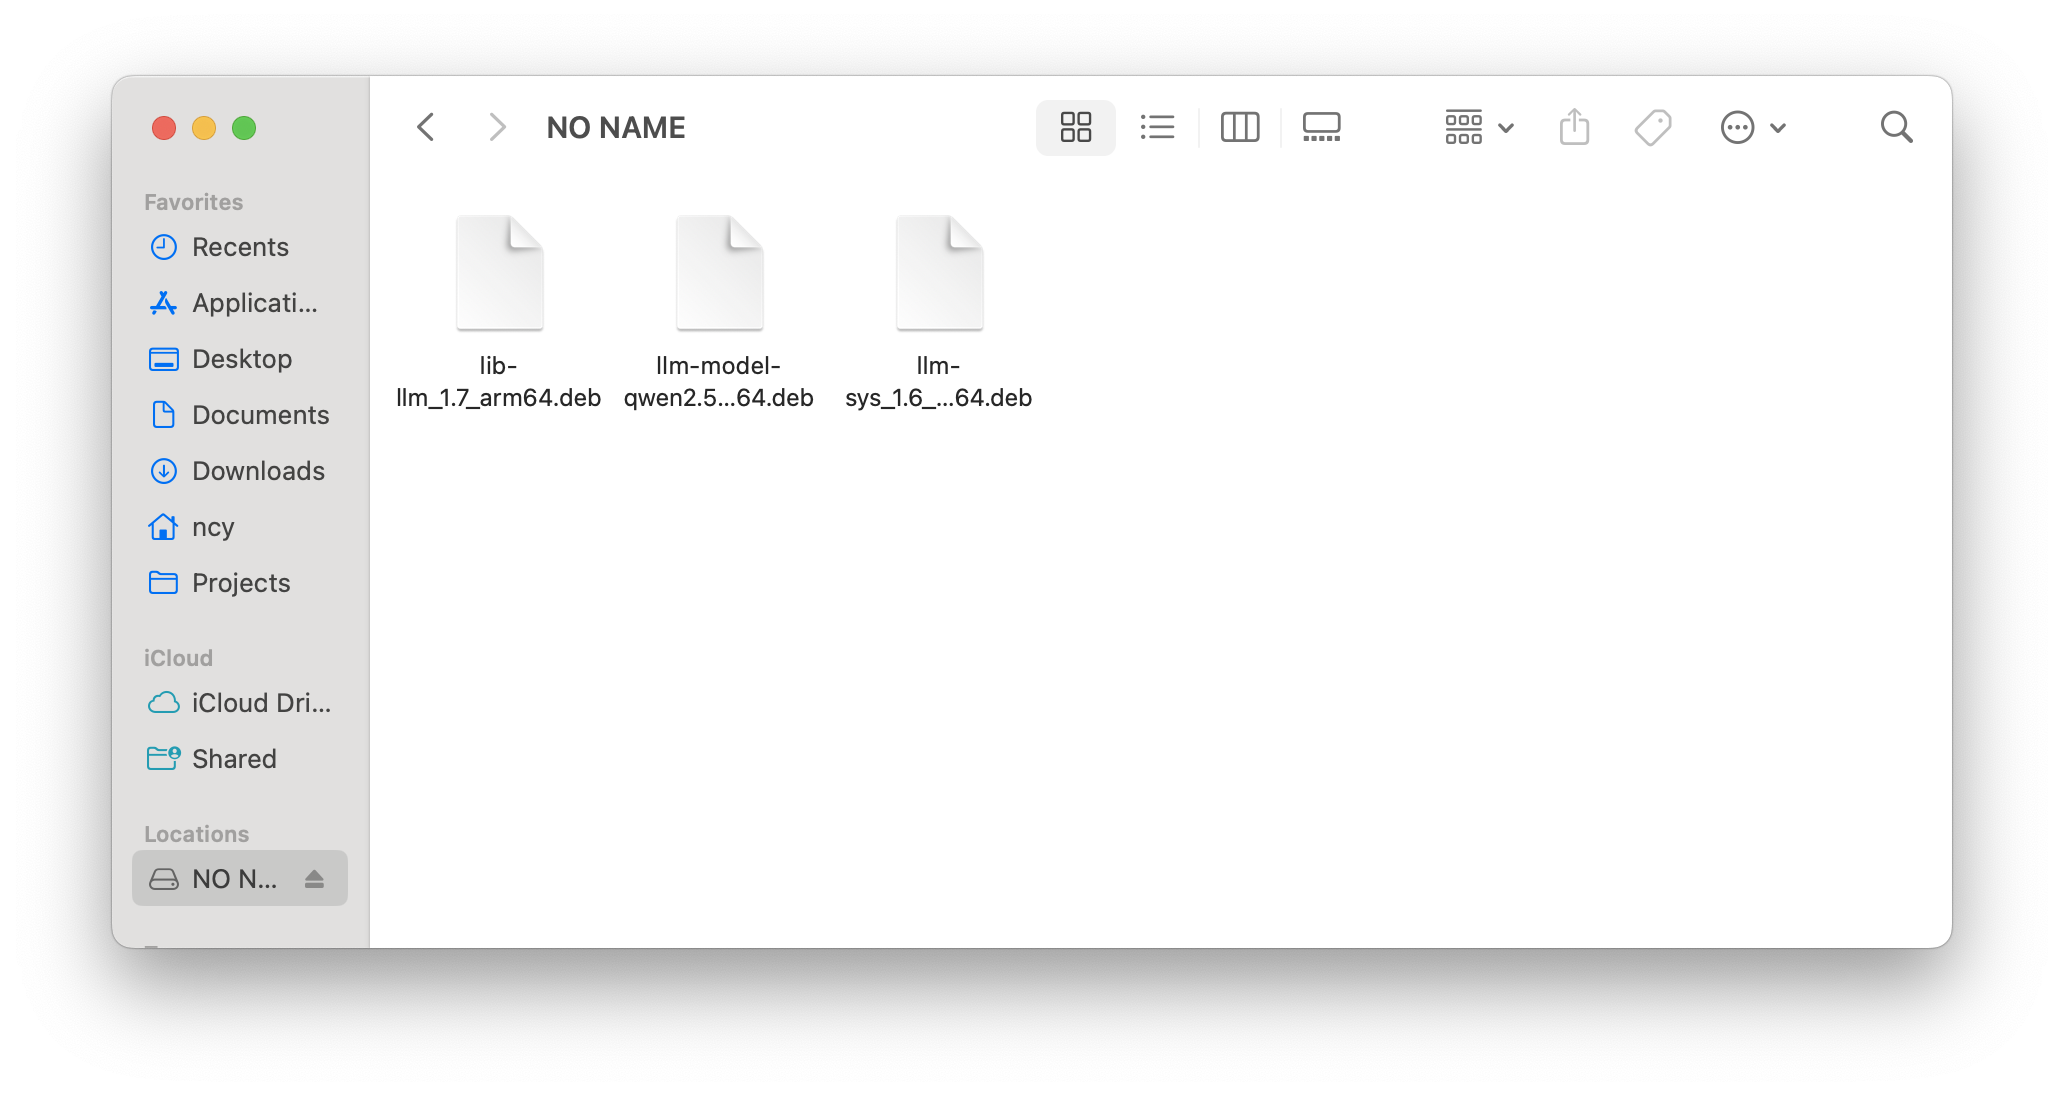 NO NAME
Favorites
Recents
Applicati...
Desktop
Documents
Downloads
ncy
Projects
iCloud
iCloud Dri...
Shared
Locations
NO N...
lib-
llm_1.7_arm64.deb
llm-model-
qwen2.5...64.deb
llm-
sys_1.6_...64.deb